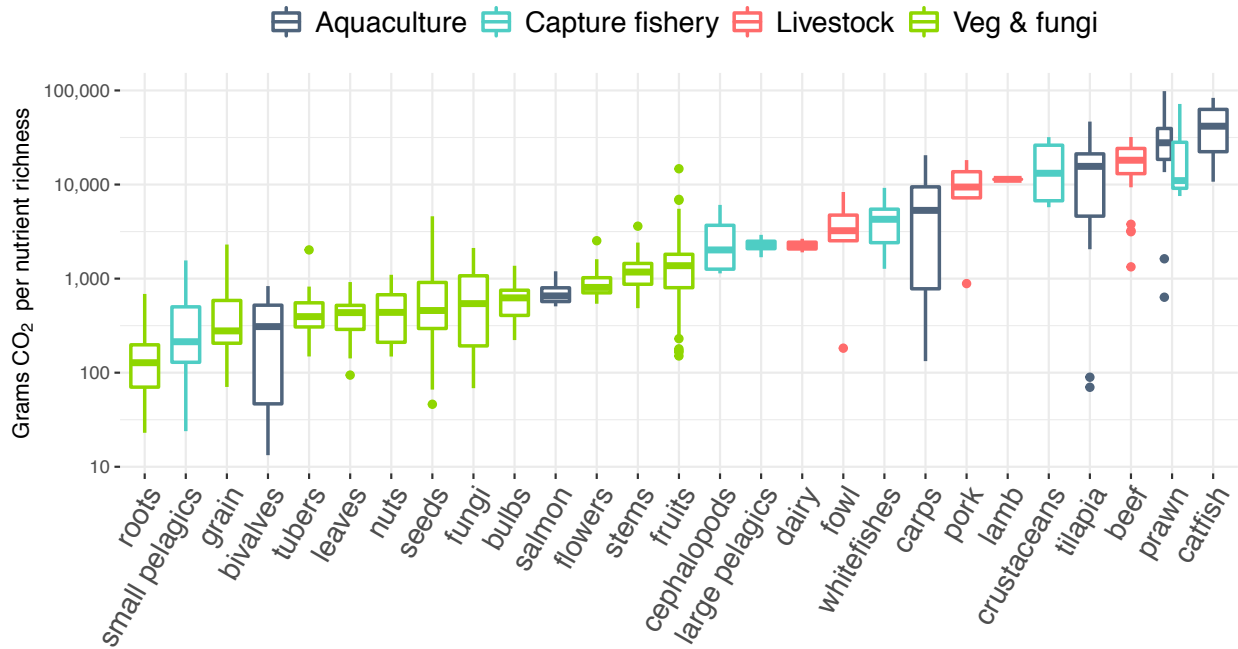 Aquaculture Capture fishery Livestock Veg & fungi
Grams CO₂ per nutrient richness
100,000
10,000
1,000
100
10
roots
small pelagics
grain
bivalves
tubers
leaves
nuts
seeds
fungi
bulbs
salmon
flowers
stems
fruits
cephalopods
large pelagics
dairy
fowl
whitefishes
carps
pork
lamb
crustaceans
tilapia
beef
prawn
catfish